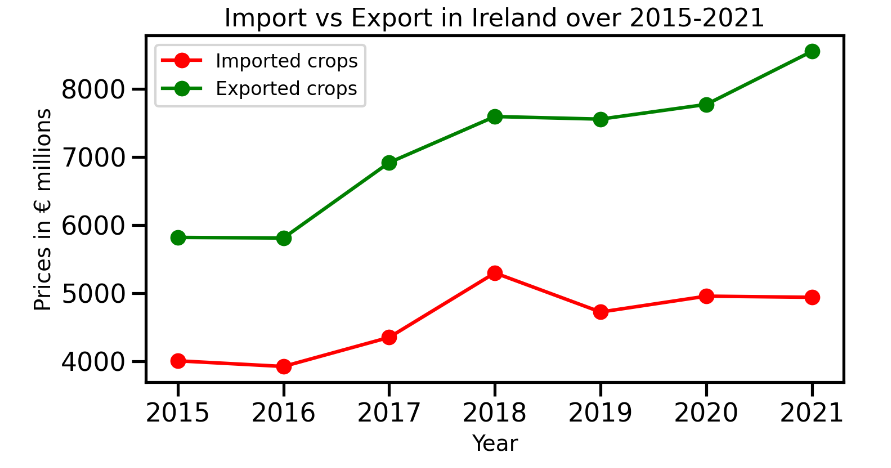 Import vs Export in Ireland over 2015-2021
Imported crops
Exported crops
Prices in € millions
8000
7000
6000
5000
4000
2015 2016 2017 2018 2019 2020 2021
Year